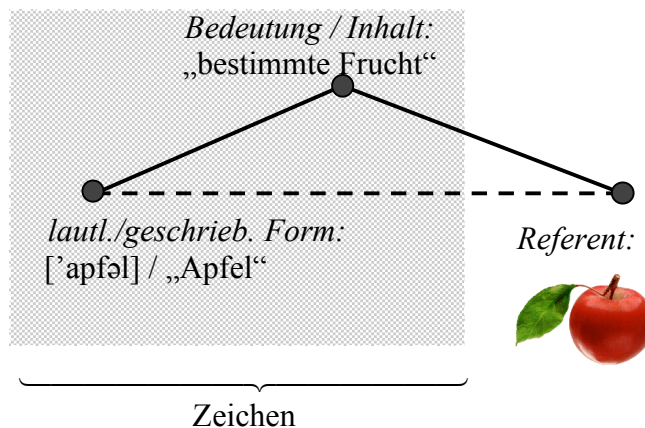 Bedeutung / Inhalt:
„bestimmte Frucht“
lautl./geschrieb. Form:
['apfəl] / „Apfel“
Referent:
Zeichen